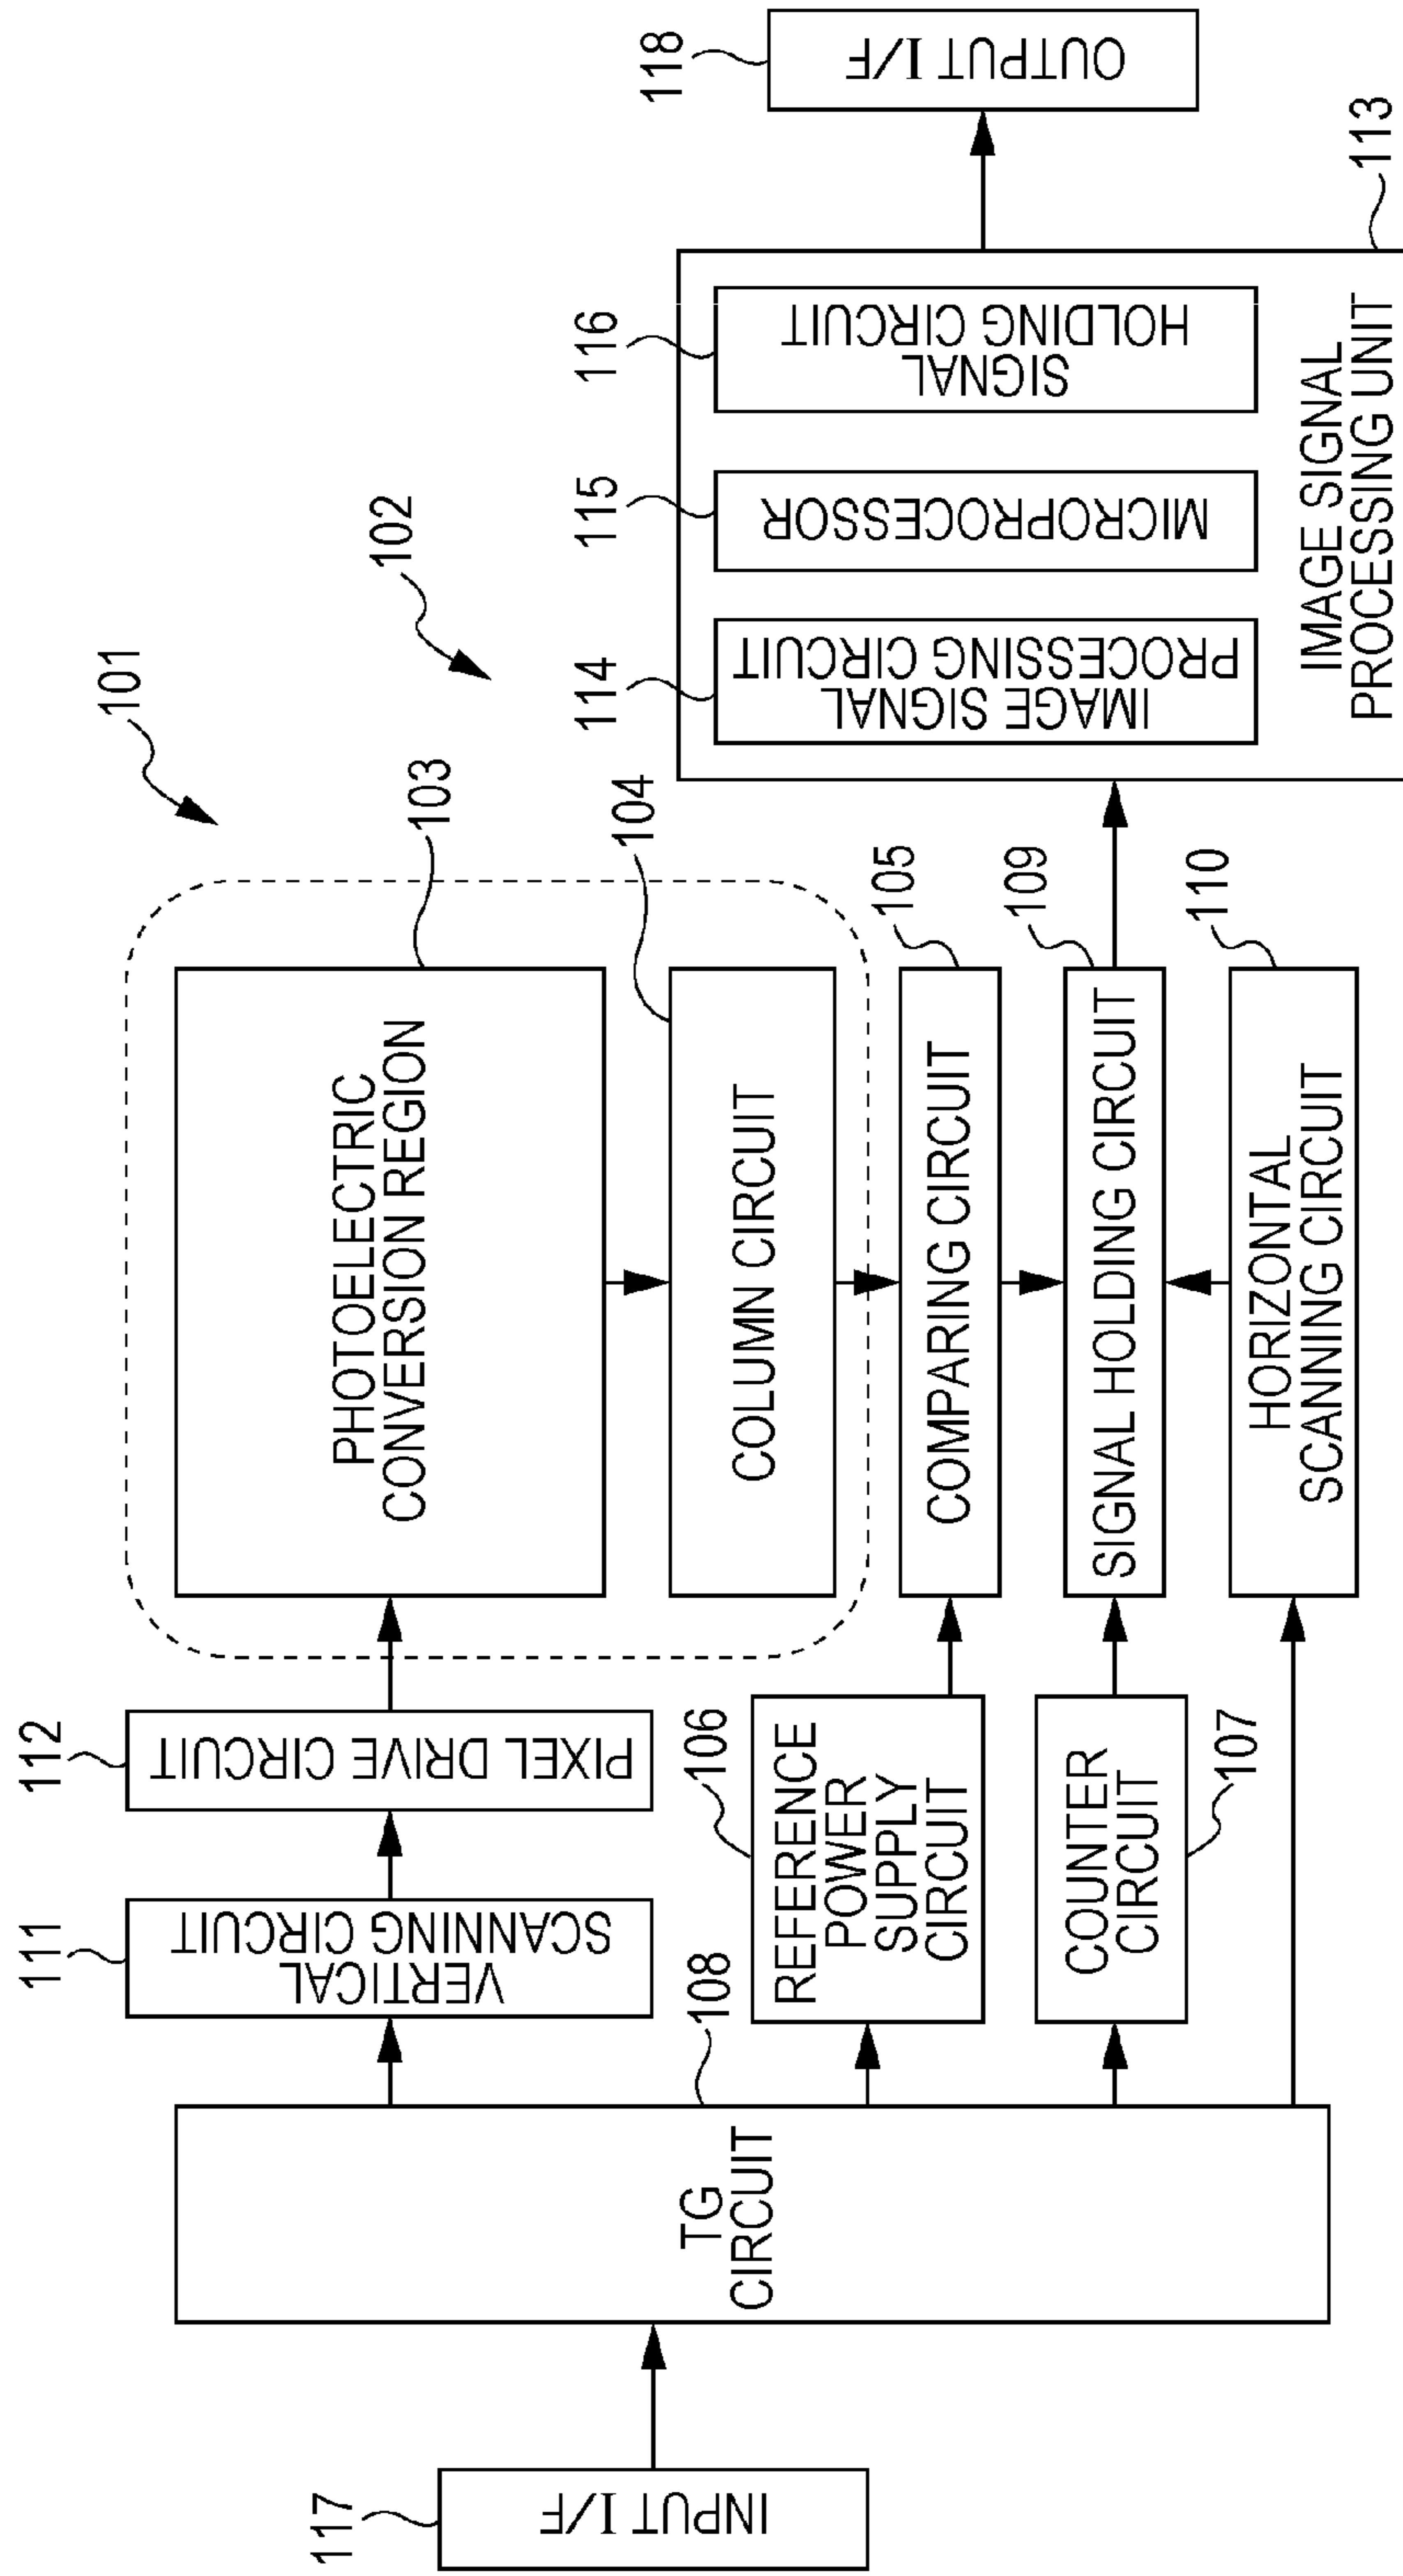 101
102
103
104
112
PIXEL DRIVE CIRCUIT
111
VERTICAL
SCANNING CIRCUIT
PHOTOELECTRIC
CONVERSION REGION
COLUMN CIRCUIT
117
INPUT I/F
TG
CIRCUIT
108
106
REFERENCE
POWER
SUPPLY
CIRCUIT
COMPARING CIRCUIT
105
COUNTER
CIRCUIT
107
SIGNAL HOLDING CIRCUIT
109
HORIZONTAL
SCANNING CIRCUIT
110
114
IMAGE SIGNAL
PROCESSING CIRCUIT
115
MICROPROCESSOR
116
SIGNAL
HOLDING CIRCUIT
IMAGE SIGNAL
PROCESSING UNIT
113
118
OUTPUT I/F